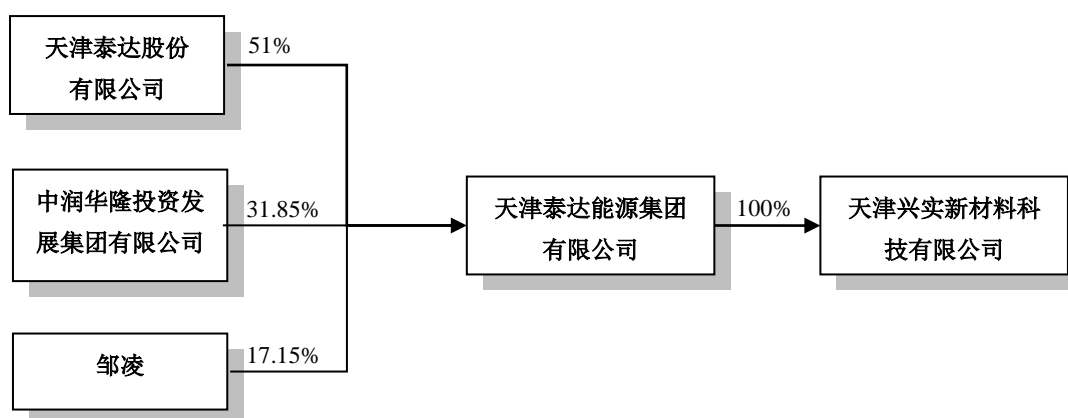 天津泰达股份
有限公司
51%
中润华隆投资发
展集团有限公司
31.85%
邹凌
17.15%
天津泰达能源集团
有限公司
100%
天津兴实新材料科
技有限公司